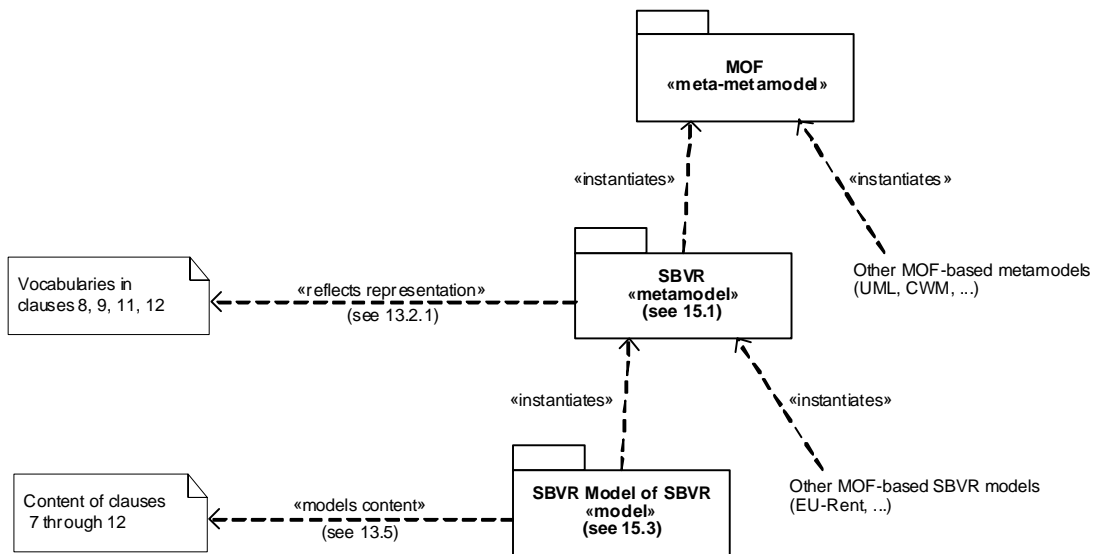 MOF
«meta-metamodel»
«instantiates»
«instantiates»
Vocabularies in
clauses 8, 9, 11, 12
«reflects representation»
(see 13.2.1)
SBVR
«metamodel»
(see 15.1)
Other MOF-based metamodels
(UML, CWM, ...)
«instantiates»
«instantiates»
Content of clauses
7 through 12
«models content»
(see 13.5)
SBVR Model of SBVR
«model»
(see 15.3)
Other MOF-based SBVR models
(EU-Rent, ...)